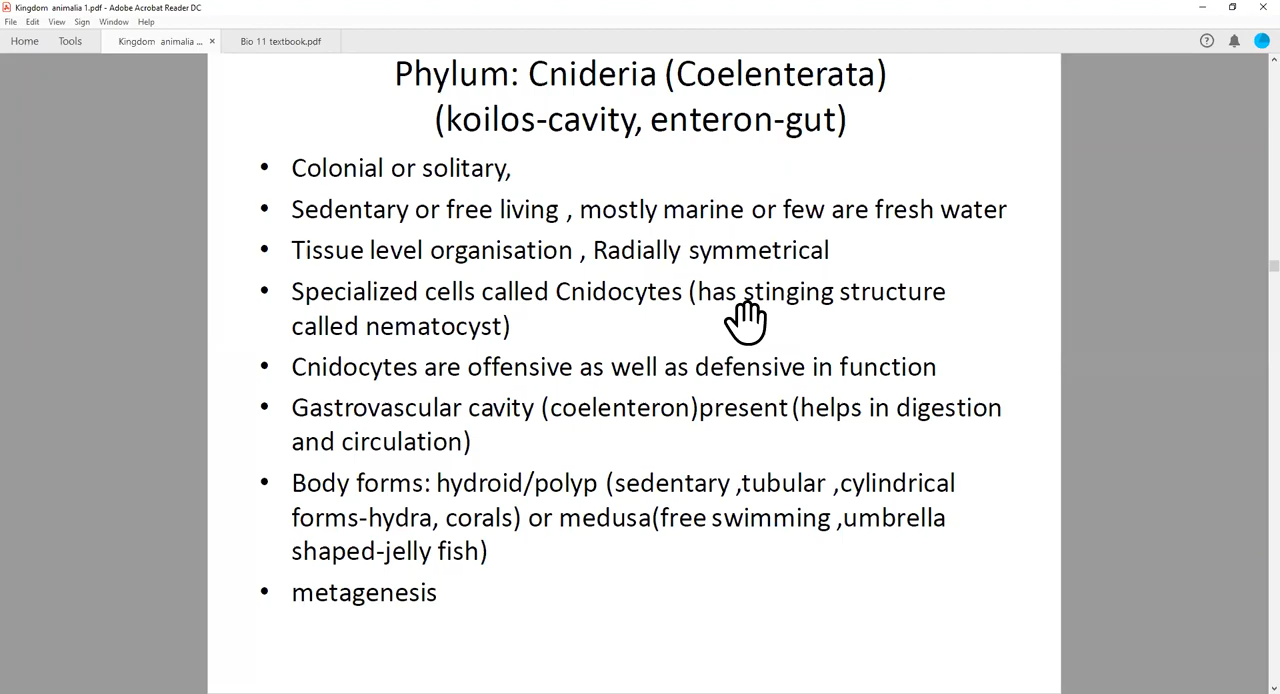 Kingdom animalia 1.pdf - Adobe Acrobat Reader DC
File Edit View Sign Window Help
Home Tools Kingdom animalia ... × Bio 11 textbook.pdf
Phylum: Cnideria (Coelenterata)
(koilos-cavity, enteron-gut)
• Colonial or solitary,
• Sedentary or free living , mostly marine or few are fresh water
• Tissue level organisation , Radially symmetrical
• Specialized cells called Cnidocytes (has stinging structure
called nematocyst)
• Cnidocytes are offensive as well as defensive in function
• Gastrovascular cavity (coelenteron)present(helps in digestion
and circulation)
• Body forms: hydroid/polyp (sedentary ,tubular ,cylindrical
forms-hydra, corals) or medusa(free swimming ,umbrella
shaped-jelly fish)
• metagenesis